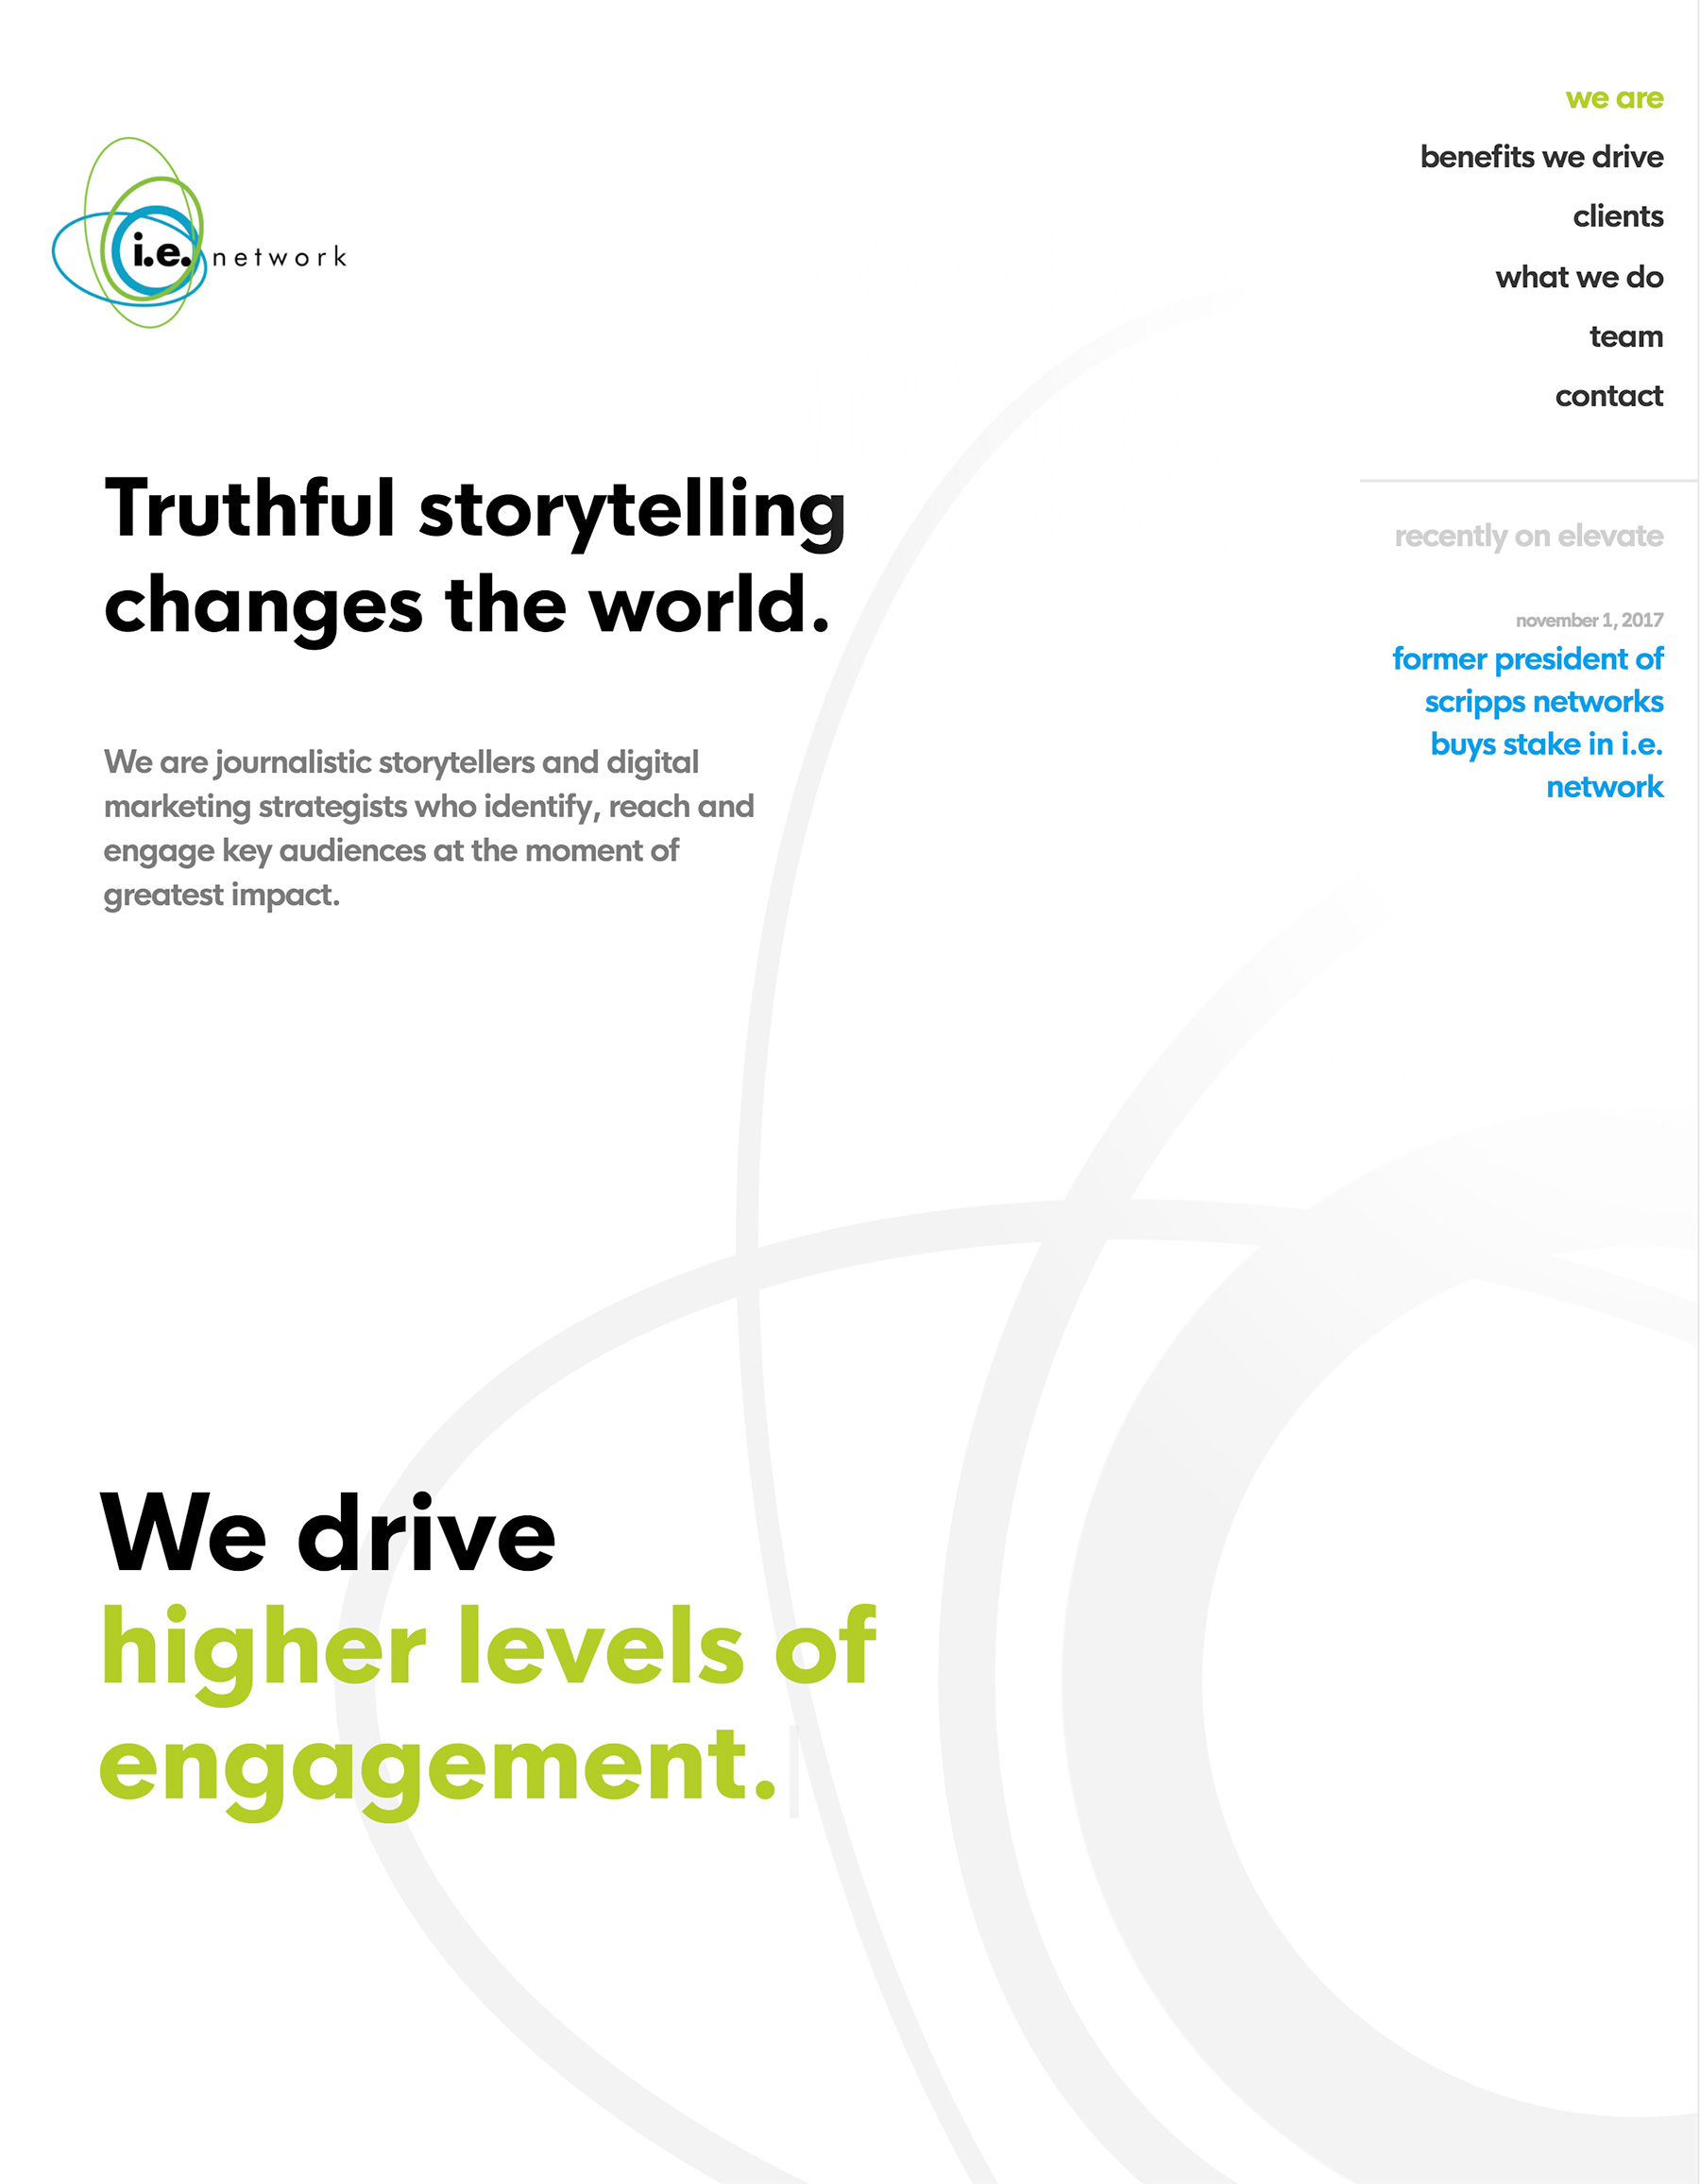 i.e. network
we are
benefits we drive
clients
what we do
team
contact
Truthful storytelling
changes the world.
We are journalistic storytellers and digital
marketing strategists who identify, reach and
engage key audiences at the moment of
greatest impact.
recently on elevate
november 1, 2017
former president of
scripps networks
buys stake in i.e.
network
We drive
higher levels of
engagement.